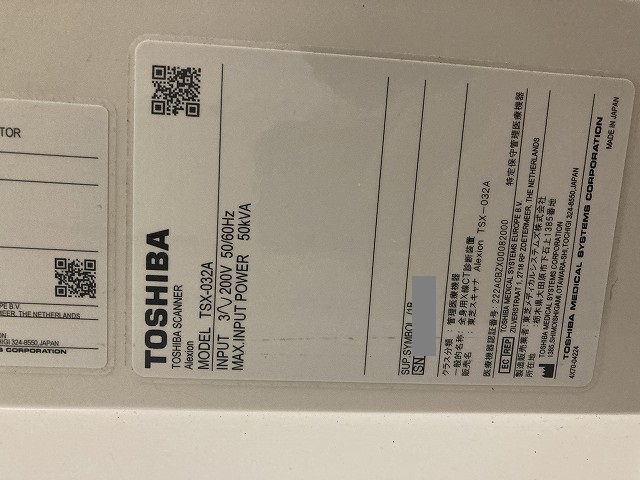 TOSHIBA
TOSHIBA SCANNER
Alexion
MODEL TSX-032A
INPUT 3∿200V 50/60Hz
MAX.INPUT POWER 50kVA
SUP.SYMBOL /1B
SN
クラス分類：管理医療機器 特定保守管理医療機器
一般的名称：全身用X線CT診断装置
販売名 ：東芝スキャナ Alexion TSX-032A
医療機器認証番号：222ACBZX00082000
EC REP TOSHIBA MEDICAL SYSTEMS EUROPE B.V.
ZILVERSTRAAT 1, 2718 RP ZOETERMEER, THE NETHERLANDS
製造販売業者：東芝メディカルシステムズ株式会社
所在地 ：栃木県大田原市下石上1385番地
TOSHIBA MEDICAL SYSTEMS CORPORATION
1385,SHIMOISHIGAMI,OTAWARA-SHI,TOCHIGI 324-8550,JAPAN
TOSHIBA MEDICAL SYSTEMS CORPORATION
4X70-04224
MADE IN JAPAN
TOR
PE B.V.
ER, THE NETHERLANDS
ION
HIGI 324-8550,JAPAN
RPORATION